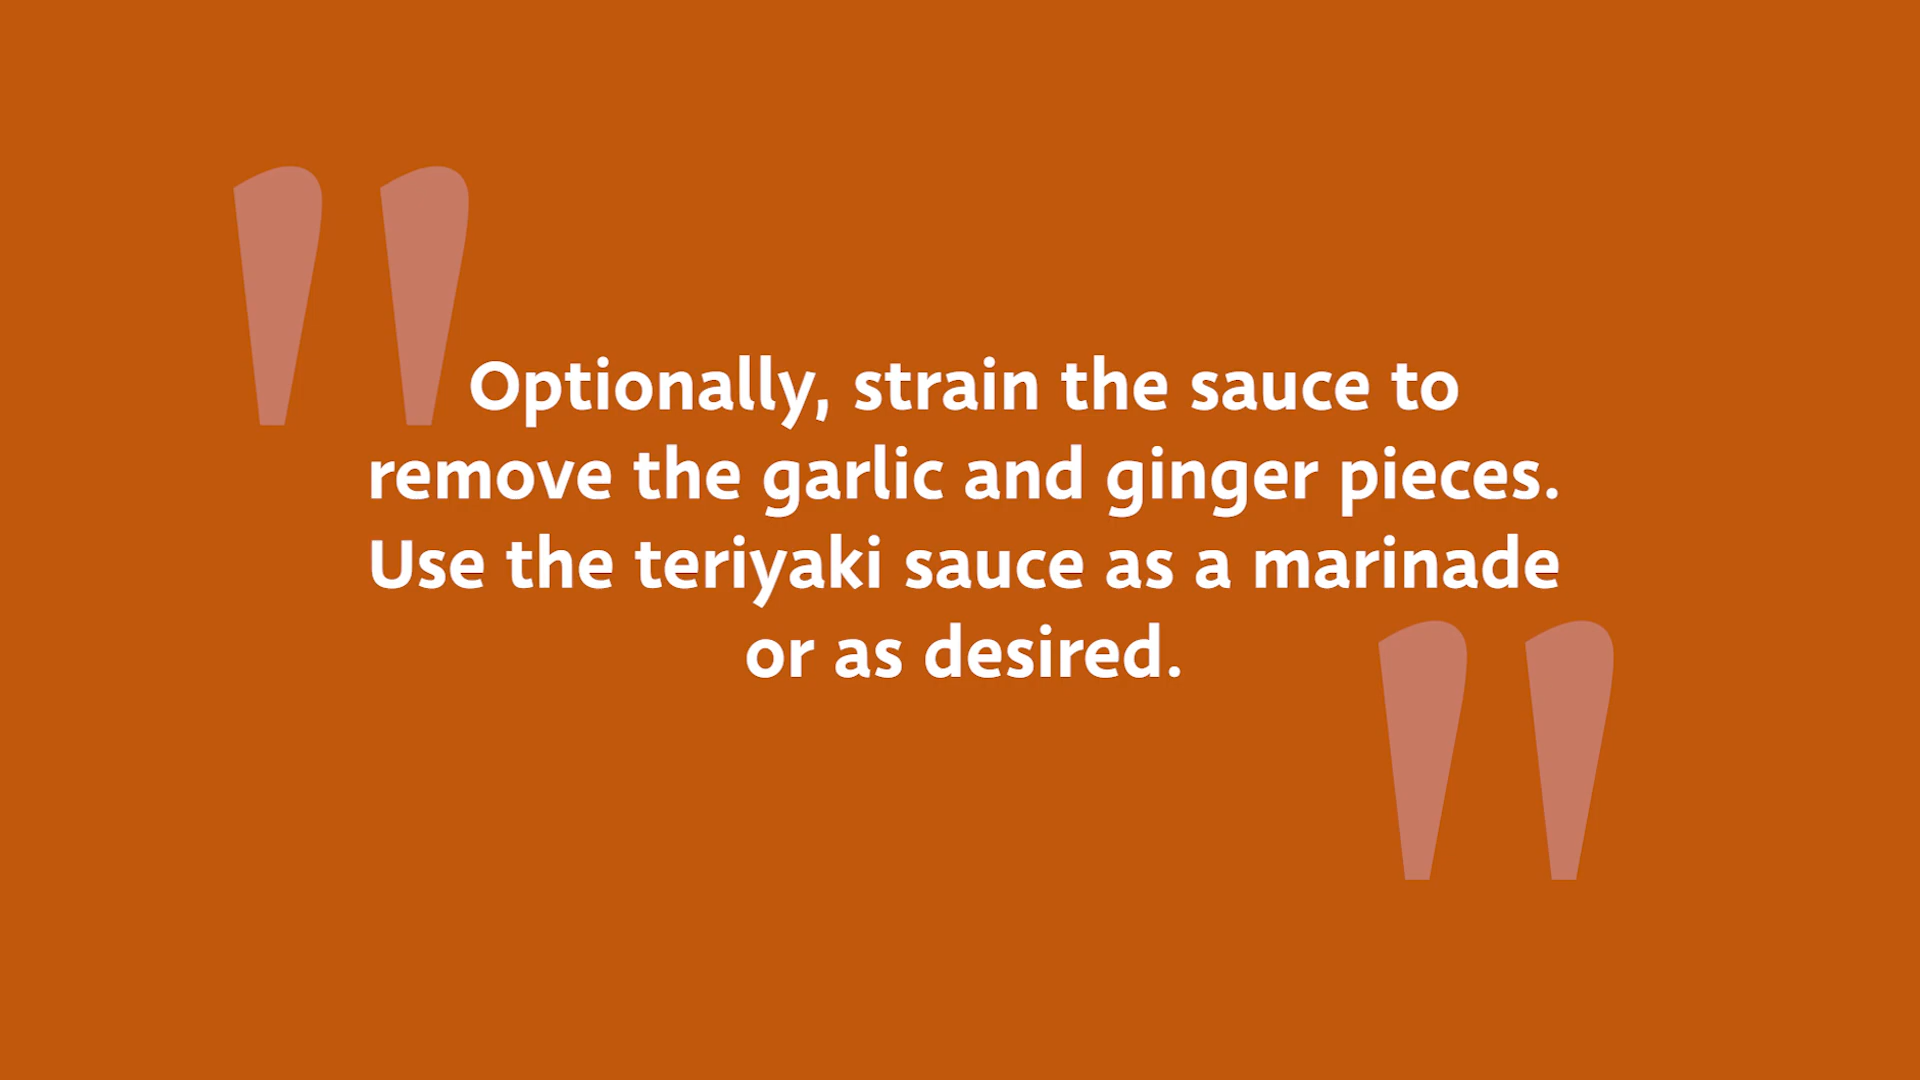 Optionally, strain the sauce to
remove the garlic and ginger pieces.
Use the teriyaki sauce as a marinade
or as desired.